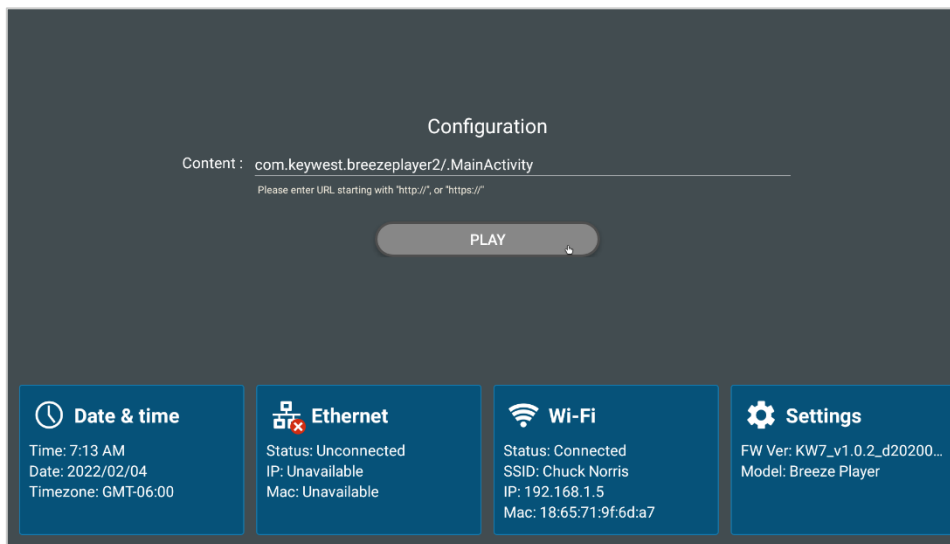 Configuration
Content : com.keywest.breezeplayer2/.MainActivity
Please enter URL starting with "http://", or "https://"
PLAY
Date & time
Time: 7:13 AM
Date: 2022/02/04
Timezone: GMT-06:00
Ethernet
Status: Unconnected
IP: Unavailable
Mac: Unavailable
Wi-Fi
Status: Connected
SSID: Chuck Norris
IP: 192.168.1.5
Mac: 18:65:71:9f:6d:a7
Settings
FW Ver: KW7_v1.0.2_d20200...
Model: Breeze Player